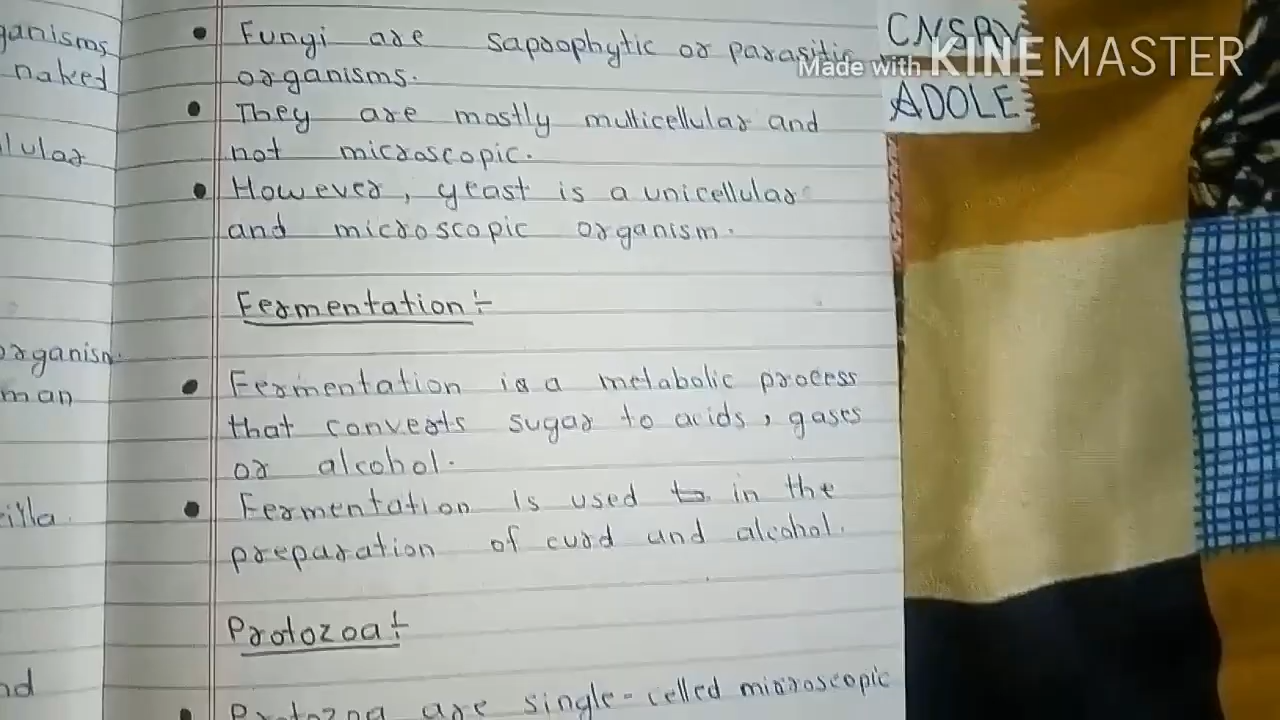 ganisms
naked
lular
organism.
man
cilla
nd
• Fungi are saprophytic or parasitic
organisms.
• They are mostly multicellular and
not microscopic.
• However, yeast is a unicellular
and microscopic organism.
Fermentation :-
• Fermentation is a metabolic process
that converts sugar to acids, gases
or alcohol.
• Fermentation is used to in the
preparation of curd and alcohol.
Protozoa :-
• Protozoa are single-celled microscopic
CNSBY
ADOLE
Made with KINEMASTER